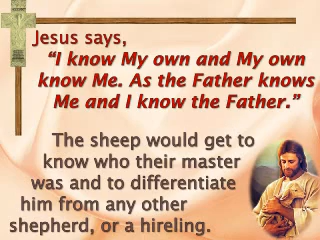 Jesus says,
“I know My own and My own
know Me. As the Father knows
Me and I know the Father.”
The sheep would get to
know who their master
was and to differentiate
him from any other
shepherd, or a hireling.